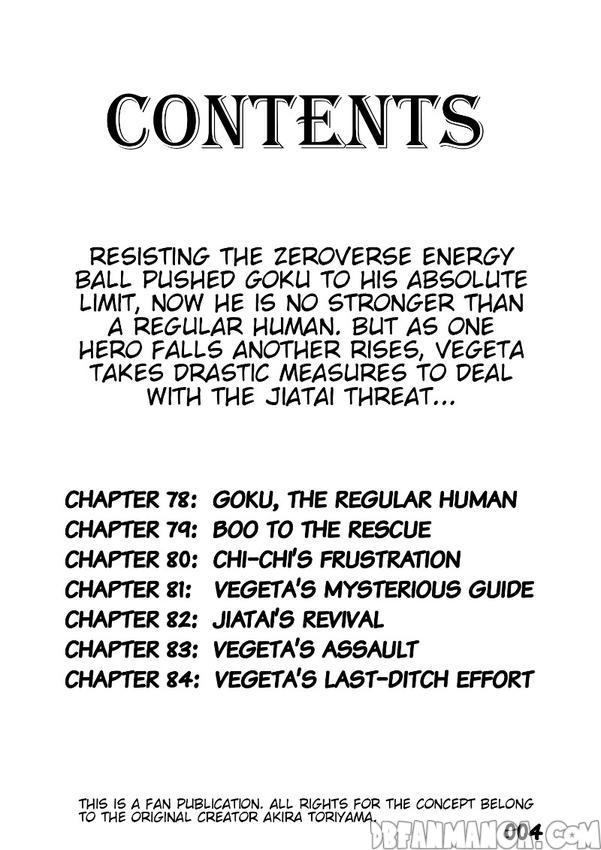 CONTENTS
RESISTING THE ZEROVERSE ENERGY
BALL PUSHED GOKU TO HIS ABSOLUTE
LIMIT, NOW HE IS NO STRONGER THAN
A REGULAR HUMAN. BUT AS ONE
HERO FALLS ANOTHER RISES, VEGETA
TAKES DRASTIC MEASURES TO DEAL
WITH THE JIATAI THREAT...
CHAPTER 78: GOKU, THE REGULAR HUMAN
CHAPTER 79: BOO TO THE RESCUE
CHAPTER 80: CHI-CHI'S FRUSTRATION
CHAPTER 81: VEGETA'S MYSTERIOUS GUIDE
CHAPTER 82: JIATAI'S REVIVAL
CHAPTER 83: VEGETA'S ASSAULT
CHAPTER 84: VEGETA'S LAST-DITCH EFFORT
THIS IS A FAN PUBLICATION. ALL RIGHTS FOR THE CONCEPT BELONG
TO THE ORIGINAL CREATOR AKIRA TORIYAMA.
DBFANMANGA.COM
004